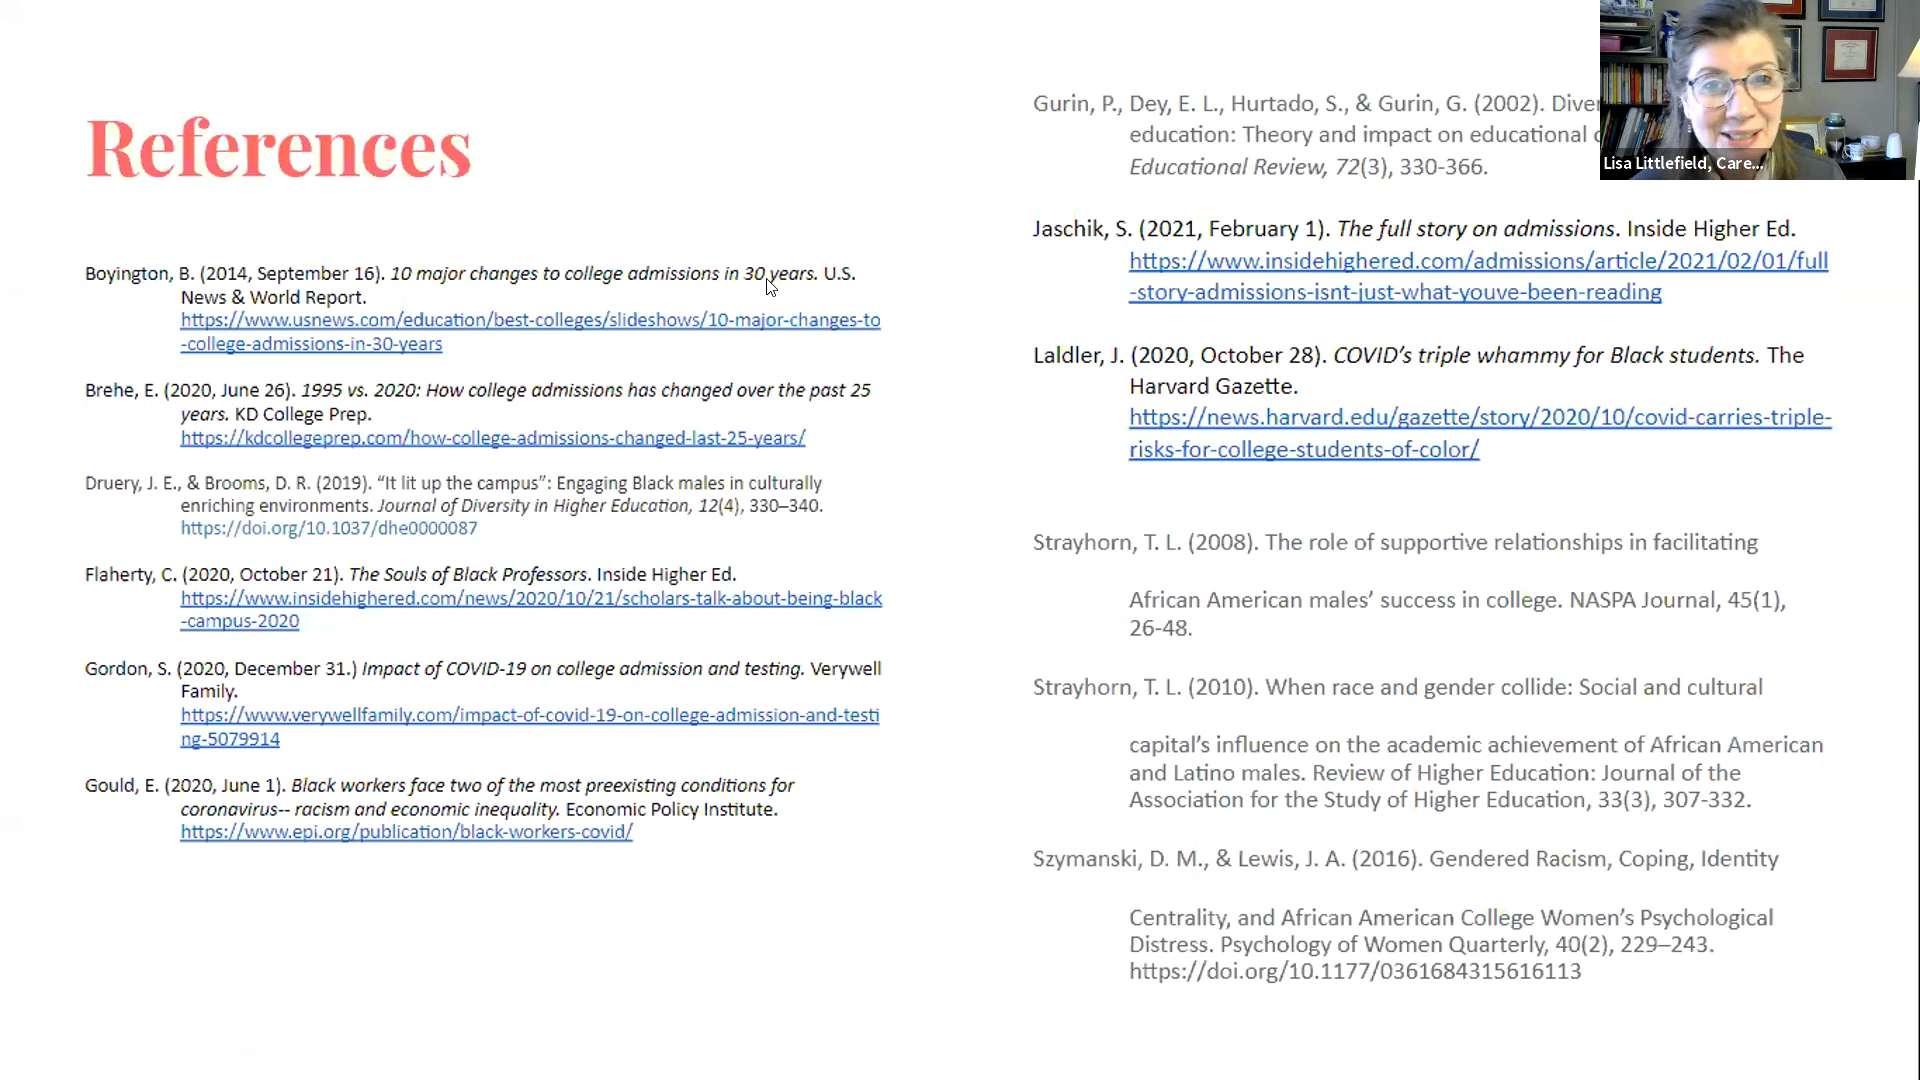 References
Boyington, B. (2014, September 16). 10 major changes to college admissions in 30 years. U.S.
News & World Report.
https://www.usnews.com/education/best-colleges/slideshows/10-major-changes-to
-college-admissions-in-30-years
Brehe, E. (2020, June 26). 1995 vs. 2020: How college admissions has changed over the past 25
years. KD College Prep.
https://kdcollegeprep.com/how-college-admissions-changed-last-25-years/
Druery, J. E., & Brooms, D. R. (2019). “It lit up the campus”: Engaging Black males in culturally
enriching environments. Journal of Diversity in Higher Education, 12(4), 330–340.
https://doi.org/10.1037/dhe0000087
Flaherty, C. (2020, October 21). The Souls of Black Professors. Inside Higher Ed.
https://www.insidehighered.com/news/2020/10/21/scholars-talk-about-being-black
-campus-2020
Gordon, S. (2020, December 31.) Impact of COVID-19 on college admission and testing. Verywell
Family.
https://www.verywellfamily.com/impact-of-covid-19-on-college-admission-and-testi
ng-5079914
Gould, E. (2020, June 1). Black workers face two of the most preexisting conditions for
coronavirus-- racism and economic inequality. Economic Policy Institute.
https://www.epi.org/publication/black-workers-covid/
Gurin, P., Dey, E. L., Hurtado, S., & Gurin, G. (2002).
education: Theory and impact on educational
Educational Review, 72(3), 330-366.
Jaschik, S. (2021, February 1). The full story on admissions. Inside Higher Ed.
https://www.insidehighered.com/admissions/article/2021/02/01/full
-story-admissions-isnt-just-what-youve-been-reading
Laldler, J. (2020, October 28). COVID’s triple whammy for Black students. The
Harvard Gazette.
https://news.harvard.edu/gazette/story/2020/10/covid-carries-triple-
risks-for-college-students-of-color/
Strayhorn, T. L. (2008). The role of supportive relationships in facilitating
African American males’ success in college. NASPA Journal, 45(1),
26-48.
Strayhorn, T. L. (2010). When race and gender collide: Social and cultural
capital’s influence on the academic achievement of African American
and Latino males. Review of Higher Education: Journal of the
Association for the Study of Higher Education, 33(3), 307-332.
Szymanski, D. M., & Lewis, J. A. (2016). Gendered Racism, Coping, Identity
Centrality, and African American College Women’s Psychological
Distress. Psychology of Women Quarterly, 40(2), 229–243.
https://doi.org/10.1177/0361684315616113
Lisa Littlefield, Care...